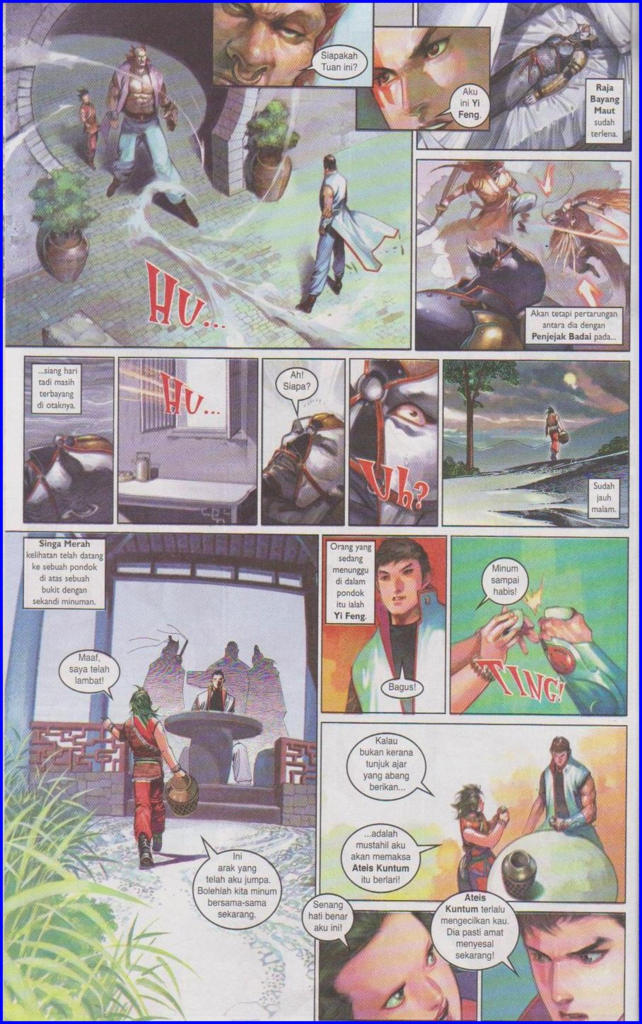 Siapakah
Tuan ini?
Aku
ini Yi
Feng.
HU...
Raja
Bayang
Maut
sudah
terlena.
Akan tetapi pertarungan
antara dia dengan
Penjejak Badai pada...
...siang hari
tadi masih
terbayang
di otaknya.
HU...
Ah!
Siapa?
Uh?
Sudah
jauh
malam.
Singa Merah
kelihatan telah datang
ke sebuah pondok
di atas sebuah
bukit dengan
sekandi minuman.
Maaf,
saya telah
lambat!
Ini
arak yang
telah aku jumpa.
Bolehlah kita minum
bersama-sama
sekarang.
Orang yang
sedang
menunggu
di dalam
pondok
itu ialah
Yi Feng.
Bagus!
Minum
sampai
habis!
TING!
Kalau
bukan kerana
tunjuk ajar
yang abang
berikan...
...adalah
mustahil aku
akan memaksa
Ateis Kuntum
itu berlari!
Senang
hati benar
aku ini!
Ateis
Kuntum terlalu
mengecilkan kau.
Dia pasti amat
menyesal
sekarang!